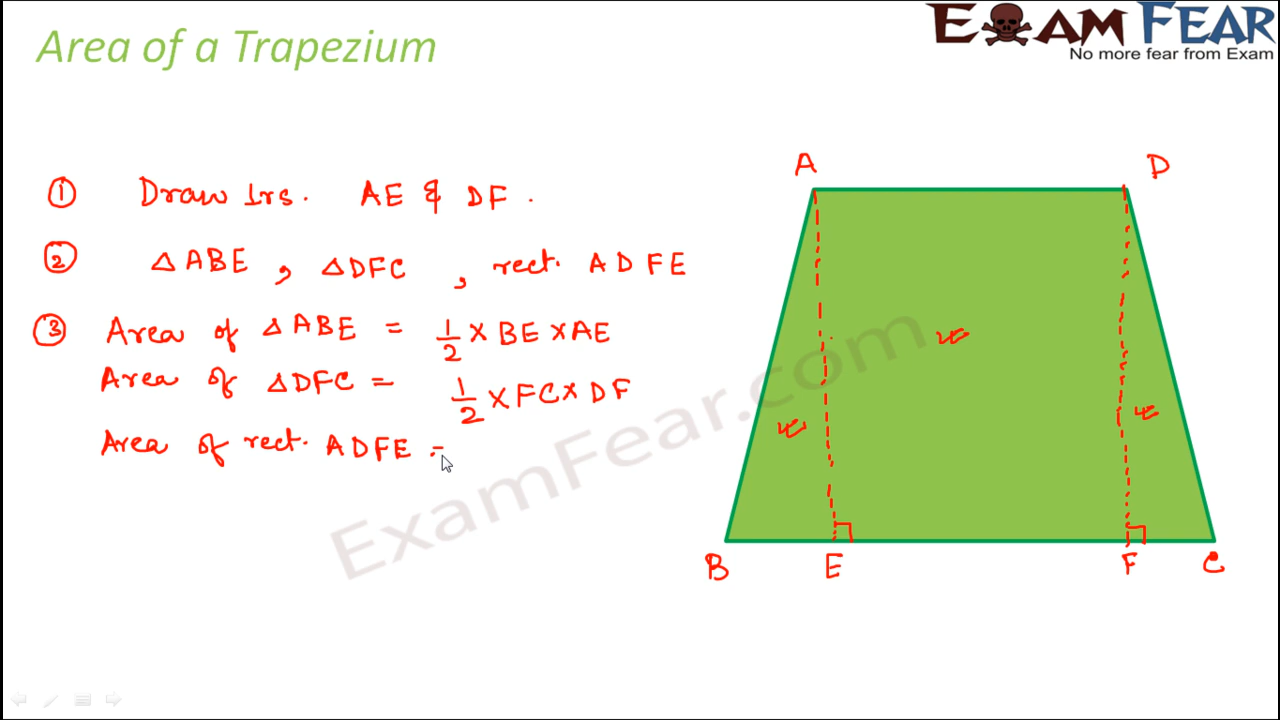 Area of a Trapezium
EXAM FEAR
No more fear from Exam
① Draw ⊥rs. AE & DF .
② △ABE , △DFC , rect. ADFE
③ Area of △ABE = 1/2 × BE × AE
Area of △DFC = 1/2 × FC × DF
Area of rect. ADFE =
A D
B E F C
ExamFear.com